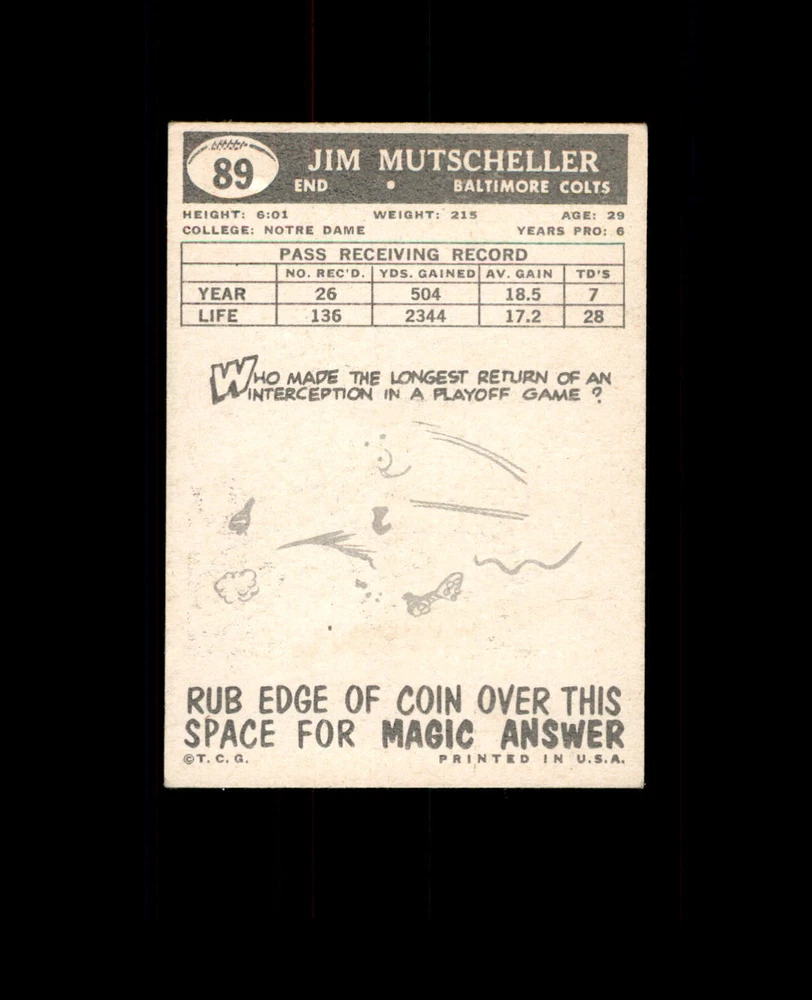 89
JIM MUTSCHELLER
END • BALTIMORE COLTS
HEIGHT: 6:01 WEIGHT: 215 AGE: 29
COLLEGE: NOTRE DAME YEARS PRO: 6
PASS RECEIVING RECORD
NO. REC'D. YDS. GAINED AV. GAIN TD'S
YEAR 26 504 18.5 7
LIFE 136 2344 17.2 28
WHO MADE THE LONGEST RETURN OF AN
INTERCEPTION IN A PLAYOFF GAME?
RUB EDGE OF COIN OVER THIS
SPACE FOR MAGIC ANSWER
©T.C.G. PRINTED IN U.S.A.